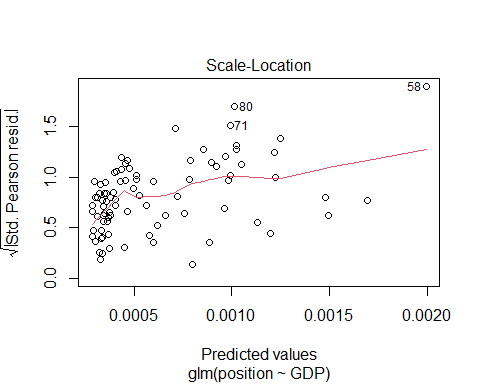 Scale-Location
√|Std. Pearson resid.|
0.0
0.5
1.0
1.5
58
80
71
0.0005
0.0010
0.0015
0.0020
Predicted values
glm(position ~ GDP)